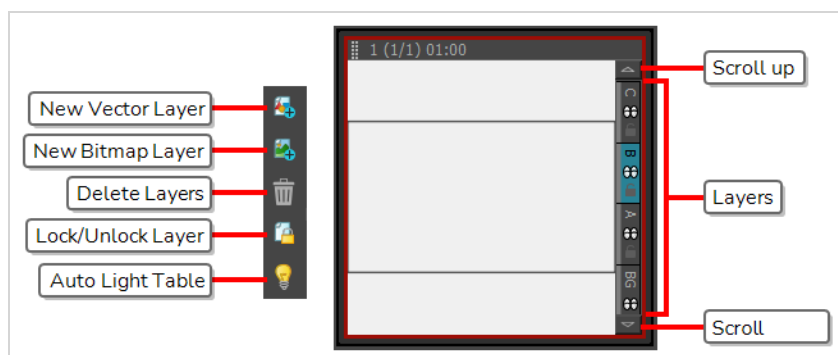 1 (1/1) 01:00
Scroll up
New Vector Layer
New Bitmap Layer
Delete Layers
Lock/Unlock Layer
Auto Light Table
C
B
A
BG
Layers
Scroll